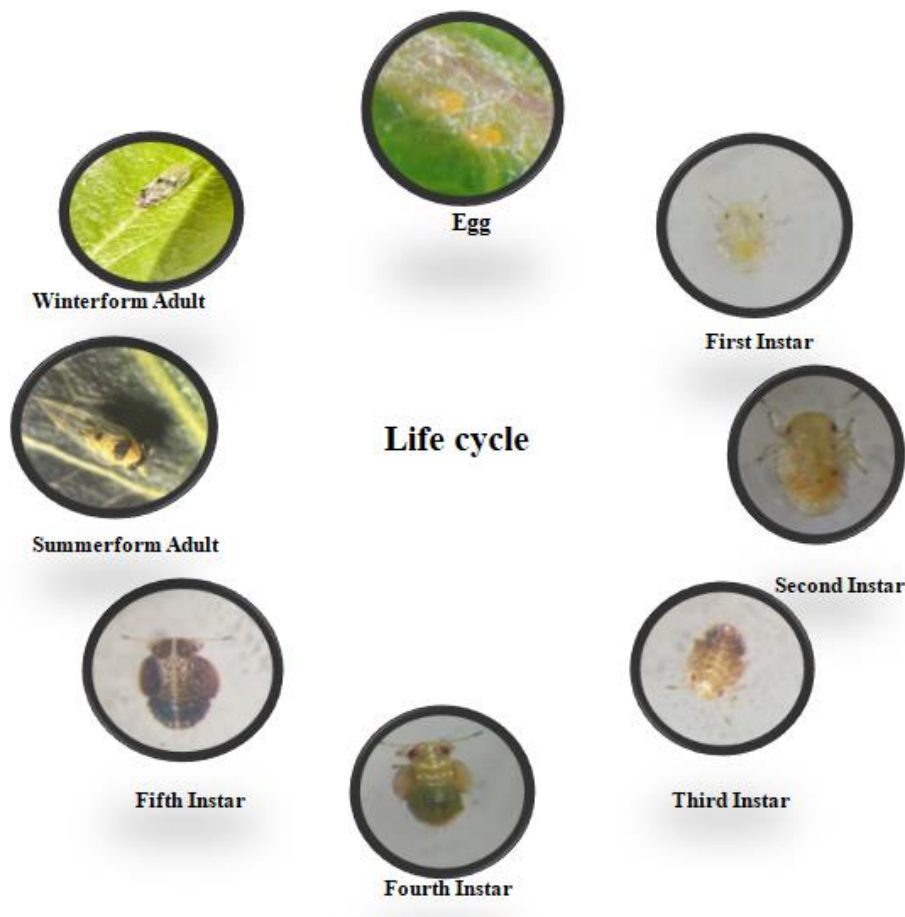 Egg
Winterform Adult
First Instar
Life cycle
Summerform Adult
Second Instar
Fifth Instar
Third Instar
Fourth Instar